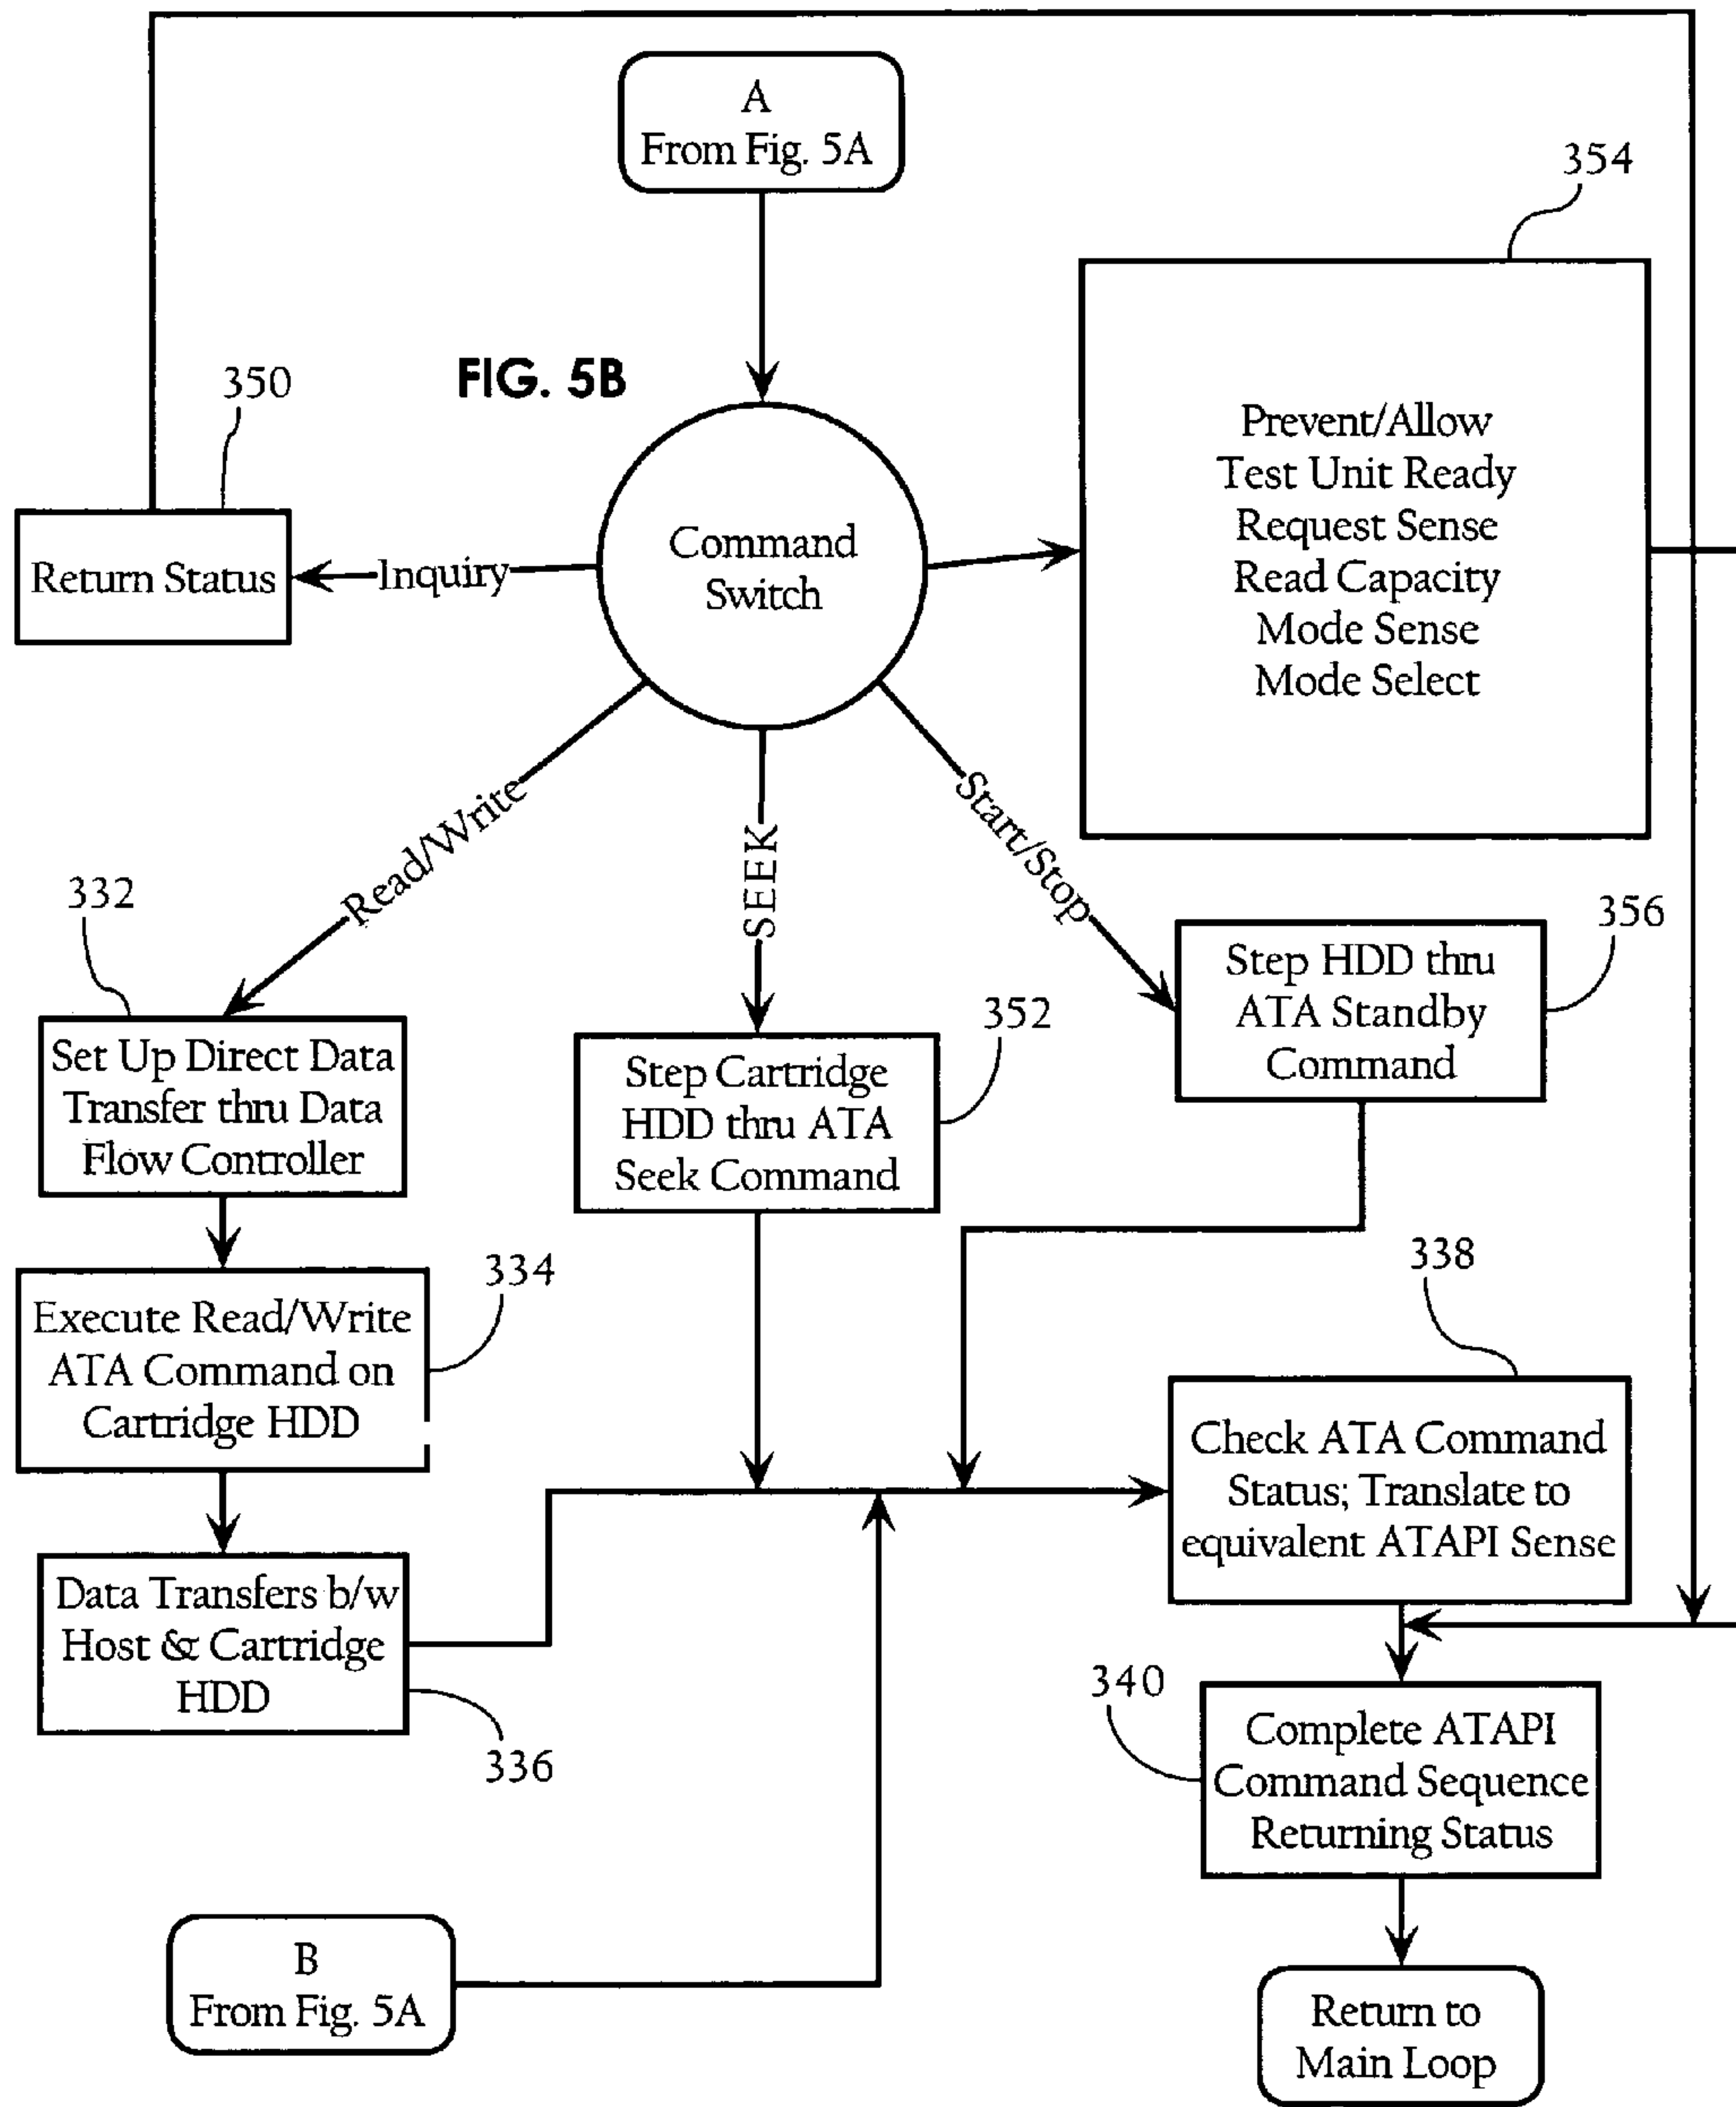 A
From Fig. 5A
354
FIG. 5B
350
Prevent/Allow
Test Unit Ready
Request Sense
Read Capacity
Mode Sense
Mode Select
Command
Switch
Return Status
Inquiry
Read/Write
SEEK
Start/Stop
332
356
Step HDD thru
ATA Standby
Command
352
Set Up Direct Data
Transfer thru Data
Flow Controller
Step Cartridge
HDD thru ATA
Seek Command
334
338
Execute Read/Write
ATA Command on
Cartridge HDD
Check ATA Command
Status; Translate to
equivalent ATAPI Sense
Data Transfers b/w
Host & Cartridge
HDD
336
340
Complete ATAPI
Command Sequence
Returning Status
B
From Fig. 5A
Return to
Main Loop